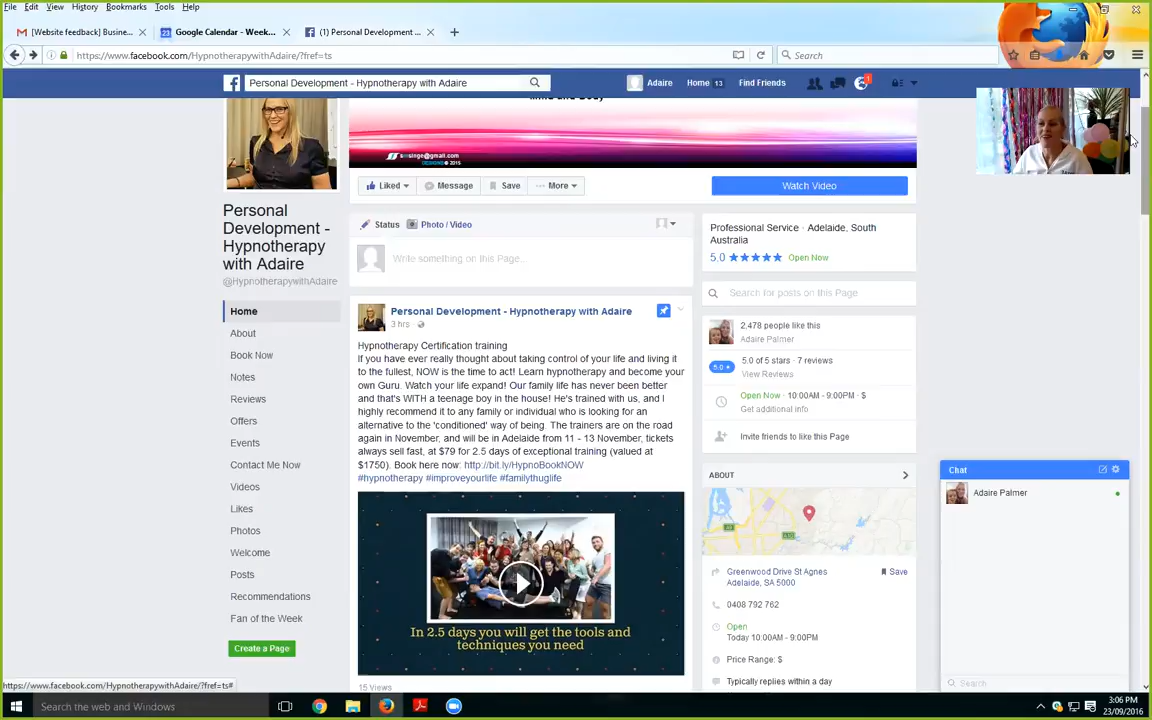 File Edit View History Bookmarks Tools Help
[Website feedback] Busine...
Google Calendar - Week...
(1) Personal Development ...
https://www.facebook.com/HypnotherapywithAdaire/?fref=ts
Search
Personal Development - Hypnotherapy with Adaire
Adaire Home 13 Find Friends
Liked Message Save More
Watch Video
Personal
Development -
Hypnotherapy
with Adaire
@HypnotherapywithAdaire
Home
About
Book Now
Notes
Reviews
Offers
Events
Contact Me Now
Videos
Likes
Photos
Welcome
Posts
Recommendations
Fan of the Week
Create a Page
Status Photo / Video
Write something on this Page...
Personal Development - Hypnotherapy with Adaire
3 hrs
Hypnotherapy Certification training
If you have ever really thought about taking control of your life and living it
to the fullest, NOW is the time to act! Learn hypnotherapy and become your
own Guru. Watch your life expand! Our family life has never been better
and that's WITH a teenage boy in the house! He's trained with us, and I
highly recommend it to any family or individual who is looking for an
alternative to the 'conditioned' way of being. The trainers are on the road
again in November, and will be in Adelaide from 11 - 13 November, tickets
always sell fast, at $79 for 2.5 days of exceptional training (valued at
$1750). Book here now: http://bit.ly/HypnoBookNOW
#hypnotherapy #improveyourlife #familythuglife
In 2.5 days you will get the tools and
techniques you need
15 Views
Professional Service · Adelaide, South
Australia
5.0 ★★★★★ Open Now
Search for posts on this Page
2,478 people like this
Adaire Palmer
5.0 5.0 of 5 stars · 7 reviews
View Reviews
Open Now · 10:00AM - 9:00PM · $
Get additional info
Invite friends to like this Page
ABOUT
Greenwood Drive St Agnes
Adelaide, SA 5000
Save
0408 792 762
Open
Today 10:00AM - 9:00PM
Price Range: $
Typically replies within a day
Chat
Adaire Palmer
Search
https://www.facebook.com/HypnotherapywithAdaire/?fref=ts#
Search the web and Windows
3:06 PM
23/09/2016